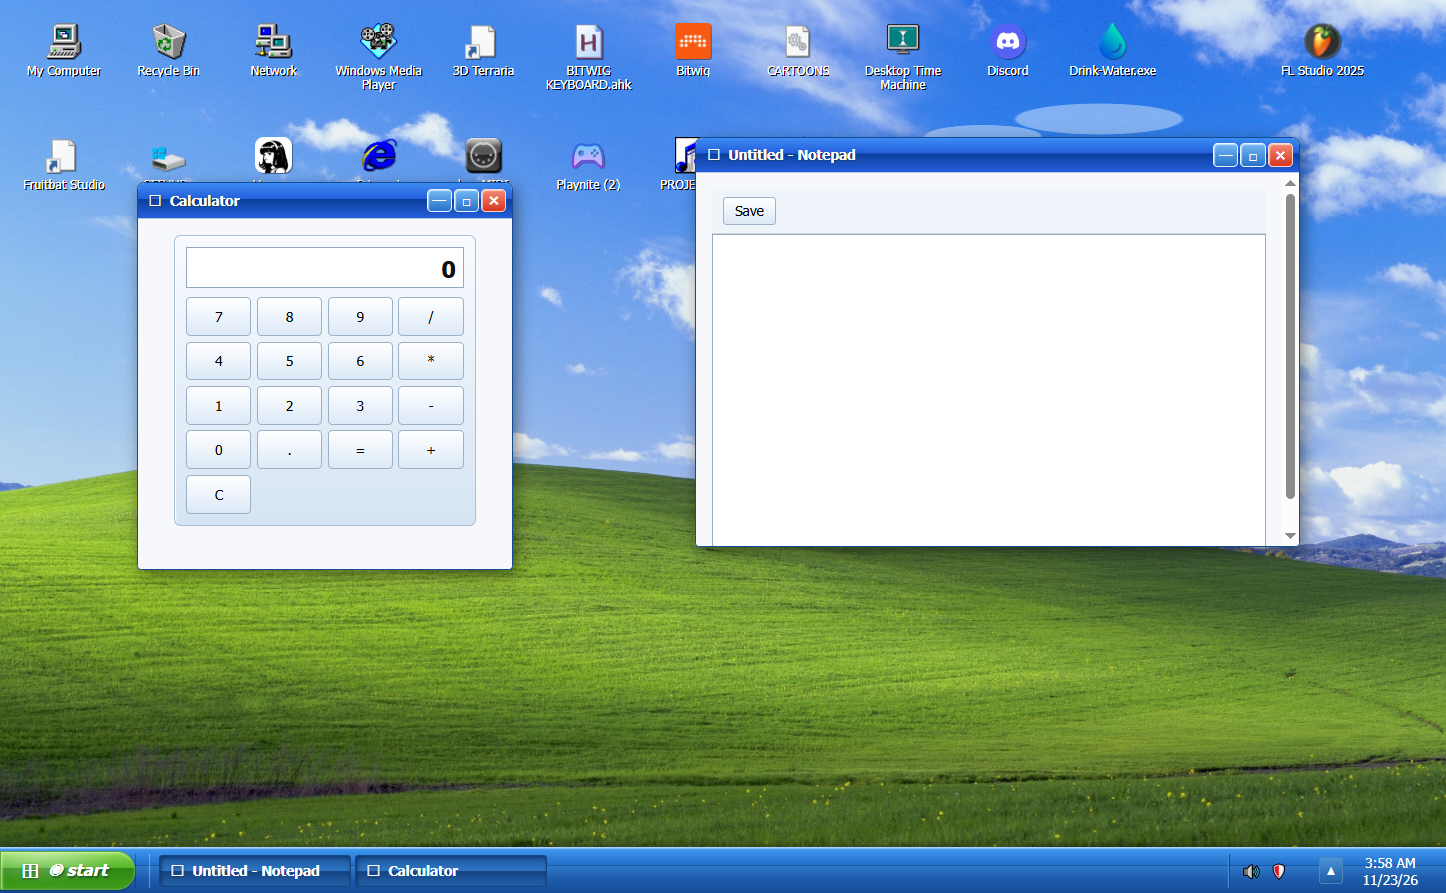 My Computer
Recycle Bin
Network
Windows Media
Player
3D Terraria
BITWIG
KEYBOARD.ahk
Bitwig
CARTOONS
Desktop Time
Machine
Discord
Drink-Water.exe
FL Studio 2025
Fruitbat Studio
Playnite (2)
Calculator
0
7 8 9 /
4 5 6 *
1 2 3 -
0 . = +
C
Untitled - Notepad
Save
start
Untitled - Notepad
Calculator
3:58 AM
11/23/26